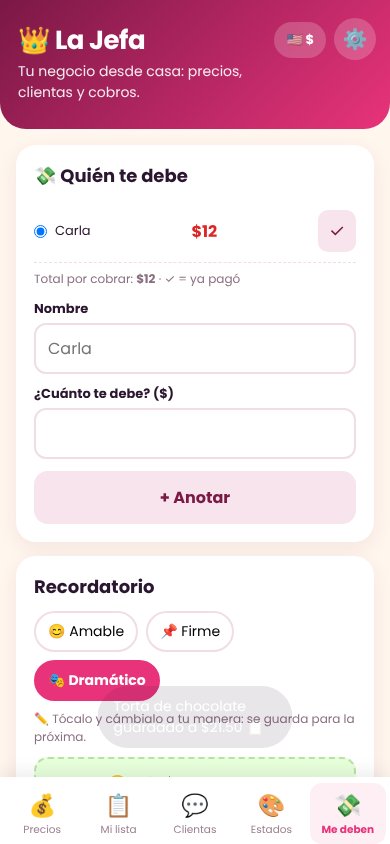 👑 La Jefa
🇺🇸 $
⚙️
Tu negocio desde casa: precios,
clientas y cobros.
💸 Quién te debe
Carla
$12
✓
Total por cobrar: $12 · ✓ = ya pagó
Nombre
Carla
¿Cuánto te debe? ($)
+ Anotar
Recordatorio
😊 Amable
📌 Firme
🎭 Dramático
Torta de chocolate
guardado a $21.50
✏️ Tócalo y cámbialo a tu manera: se guarda para la
próxima.
💰
Precios
📋
Mi lista
💬
Clientas
🎨
Estados
💸
Me deben